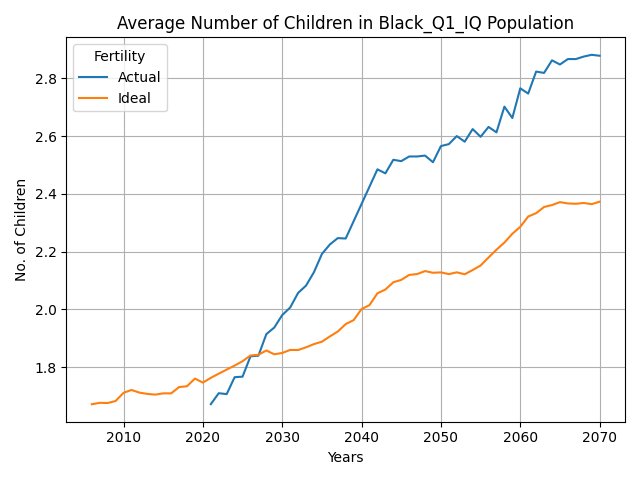 Average Number of Children in Black_Q1_IQ Population
Fertility
Actual
Ideal
No. of Children
2.8
2.6
2.4
2.2
2.0
1.8
2010 2020 2030 2040 2050 2060 2070
Years